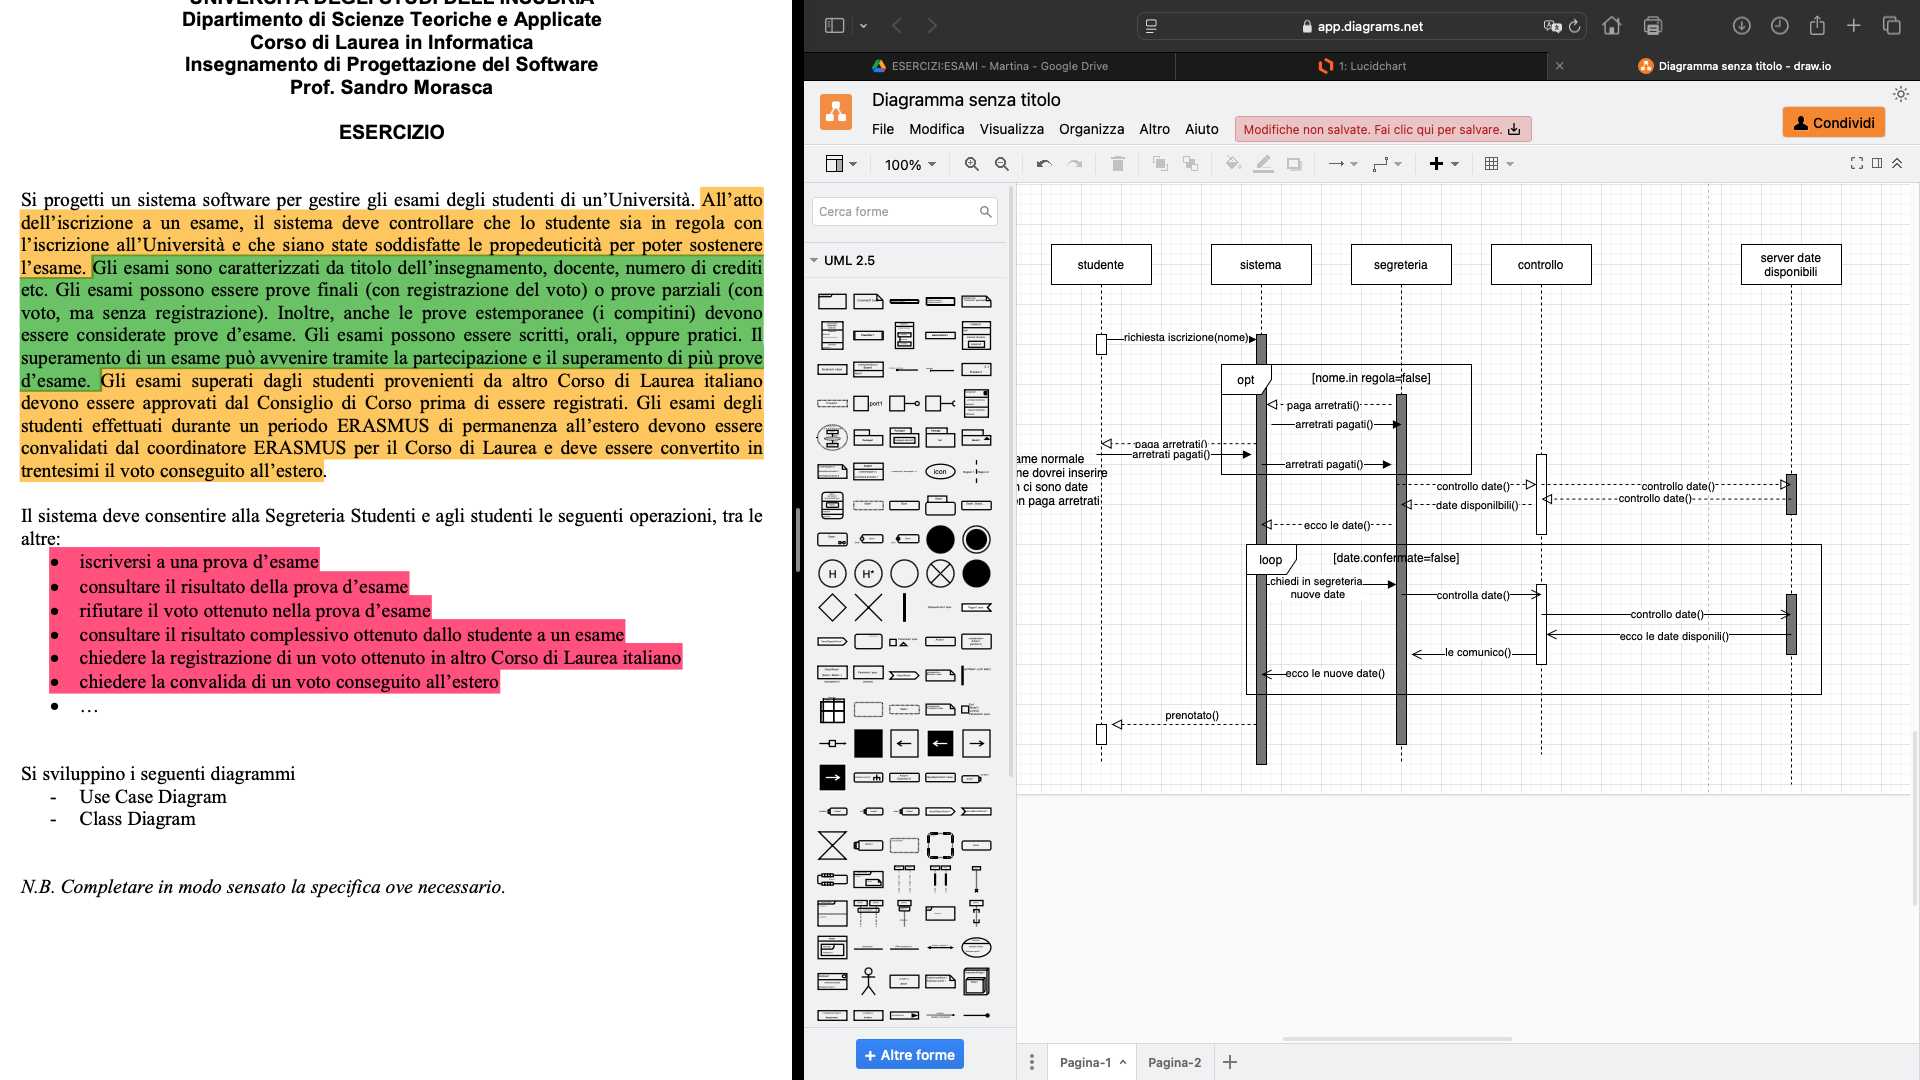 UNIVERSITÀ DEGLI STUDI DELL'INSUBRIA
Dipartimento di Scienze Teoriche e Applicate
Corso di Laurea in Informatica
Insegnamento di Progettazione del Software
Prof. Sandro Morasca
ESERCIZIO
Si progetti un sistema software per gestire gli esami degli studenti di un'Università. All'atto
dell'iscrizione a un esame, il sistema deve controllare che lo studente sia in regola con
l'iscrizione all'Università e che siano state soddisfatte le propedeuticità per poter sostenere
l'esame. Gli esami sono caratterizzati da titolo dell'insegnamento, docente, numero di crediti
etc. Gli esami possono essere prove finali (con registrazione del voto) o prove parziali (con
voto, ma senza registrazione). Inoltre, anche le prove estemporanee (i compitini) devono
essere considerate prove d'esame. Gli esami possono essere scritti, orali, oppure pratici. Il
superamento di un esame può avvenire tramite la partecipazione e il superamento di più prove
d'esame. Gli esami superati dagli studenti provenienti da altro Corso di Laurea italiano
devono essere approvati dal Consiglio di Corso prima di essere registrati. Gli esami degli
studenti effettuati durante un periodo ERASMUS di permanenza all'estero devono essere
convalidati dal coordinatore ERASMUS per il Corso di Laurea e deve essere convertito in
trentesimi il voto conseguito all'estero.
Il sistema deve consentire alla Segreteria Studenti e agli studenti le seguenti operazioni, tra le
altre:
• iscriversi a una prova d'esame
• consultare il risultato della prova d'esame
• rifiutare il voto ottenuto nella prova d'esame
• consultare il risultato complessivo ottenuto dallo studente a un esame
• chiedere la registrazione di un voto ottenuto in altro Corso di Laurea italiano
• chiedere la convalida di un voto conseguito all'estero
• …
Si sviluppino i seguenti diagrammi
- Use Case Diagram
- Class Diagram
N.B. Completare in modo sensato la specifica ove necessario.
app.diagrams.net
ESERCIZI:ESAMI - Martina - Google Drive
1: Lucidchart
Diagramma senza titolo - draw.io
Diagramma senza titolo
File Modifica Visualizza Organizza Altro Aiuto
Modifiche non salvate. Fai clic qui per salvare.
Condividi
100%
Cerca forme
UML 2.5
port1
icon
H
H*
+ Altre forme
studente
sistema
segreteria
controllo
server date
disponibili
richiesta iscrizione(nome)
opt
[nome.in regola=false]
paga arretrati()
arretrati pagati()
paga arretrati()
arretrati pagati()
arretrati pagati()
ame normale
ne dovrei inserire
n ci sono date
n paga arretrati
controllo date()
controllo date()
controllo date()
date disponilbili()
ecco le date()
loop
[date.confermate=false]
chiedi in segreteria
nuove date
controlla date()
controllo date()
ecco le date disponili()
le comunico()
ecco le nuove date()
prenotato()
Pagina-1
Pagina-2